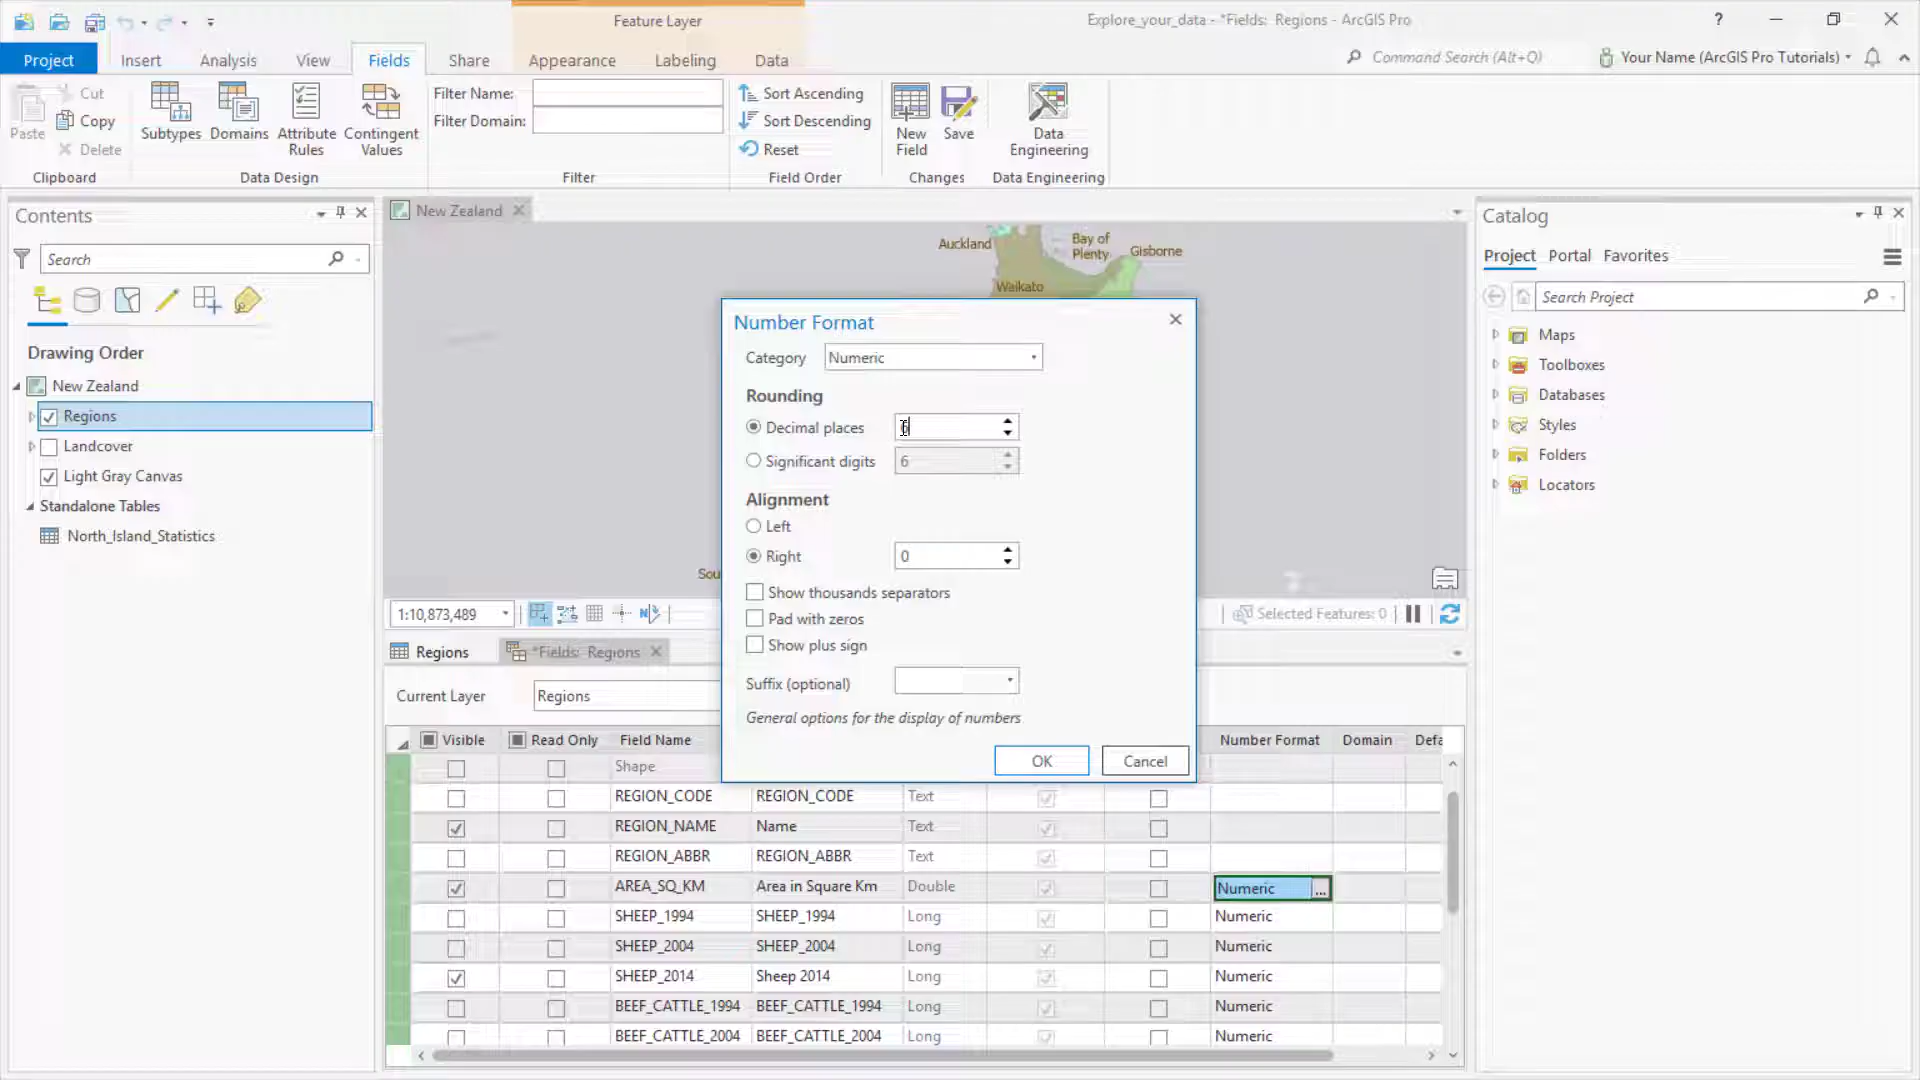 Feature Layer
Explore_your_data - *Fields: Regions - ArcGIS Pro
?
Project
Insert
Analysis
View
Fields
Share
Appearance
Labeling
Data
Command Search (Alt+Q)
Your Name (ArcGIS Pro Tutorials)
Paste
Cut
Copy
Delete
Clipboard
Subtypes
Domains
Attribute
Rules
Contingent
Values
Data Design
Filter Name:
Filter Domain:
Filter
Sort Ascending
Sort Descending
Reset
Field Order
New
Field
Save
Changes
Data
Engineering
Data Engineering
Contents
Search
Drawing Order
New Zealand
Regions
Landcover
Light Gray Canvas
Standalone Tables
North_Island_Statistics
New Zealand
Auckland
Bay of
Plenty
Gisborne
Waikato
Sou
1:10,873,489
Selected Features: 0
Number Format
Category
Numeric
Rounding
Decimal places
Significant digits
6
Alignment
Left
Right
0
Show thousands separators
Pad with zeros
Show plus sign
Suffix (optional)
General options for the display of numbers
OK
Cancel
Regions
*Fields: Regions
Current Layer
Regions
Visible
Read Only
Field Name
Number Format
Domain
Defa
Shape
REGION_CODE REGION_CODE Text
REGION_NAME Name Text
REGION_ABBR REGION_ABBR Text
AREA_SQ_KM Area in Square Km Double Numeric ...
SHEEP_1994 SHEEP_1994 Long Numeric
SHEEP_2004 SHEEP_2004 Long Numeric
SHEEP_2014 Sheep 2014 Long Numeric
BEEF_CATTLE_1994 BEEF_CATTLE_1994 Long Numeric
BEEF_CATTLE_2004 BEEF_CATTLE_2004 Long Numeric
Catalog
Project
Portal
Favorites
Search Project
Maps
Toolboxes
Databases
Styles
Folders
Locators